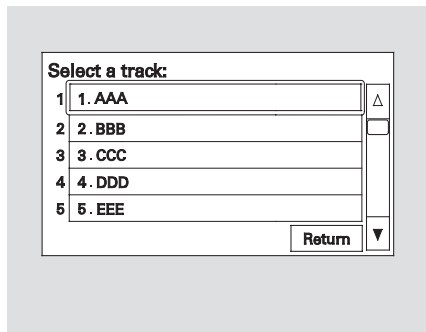 Select a track:
1 1. AAA
2 2. BBB
3 3. CCC
4 4. DDD
5 5. EEE
Return